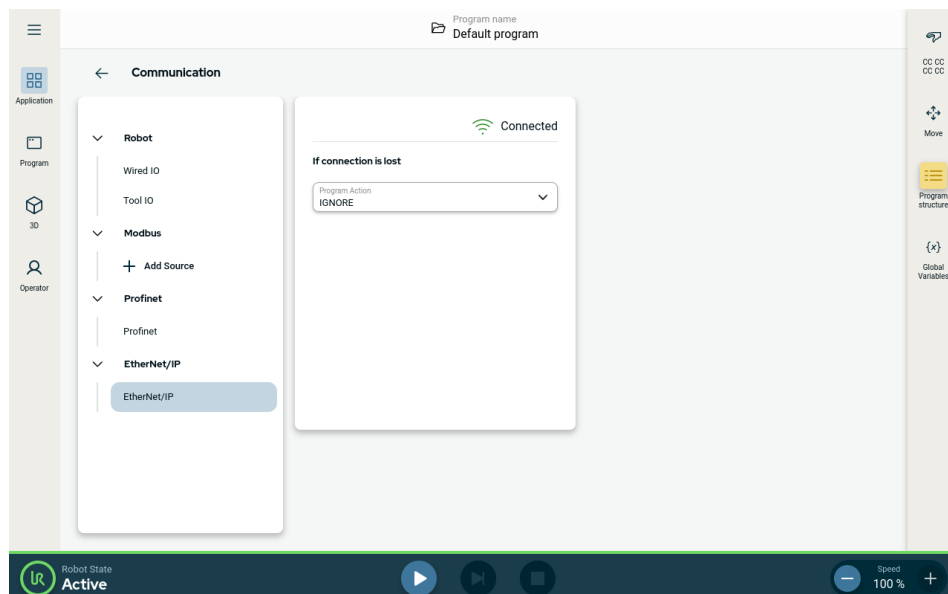 Program name
Default program
Application
Program
3D
Operator
Communication
Robot
Wired IO
Tool IO
Modbus
Add Source
Profinet
Profinet
EtherNet/IP
EtherNet/IP
Connected
If connection is lost
Program Action
IGNORE
CC CC
CC CC
Move
Program
structure
{x}
Global
Variables
UR
Robot State
Active
Speed
100 %